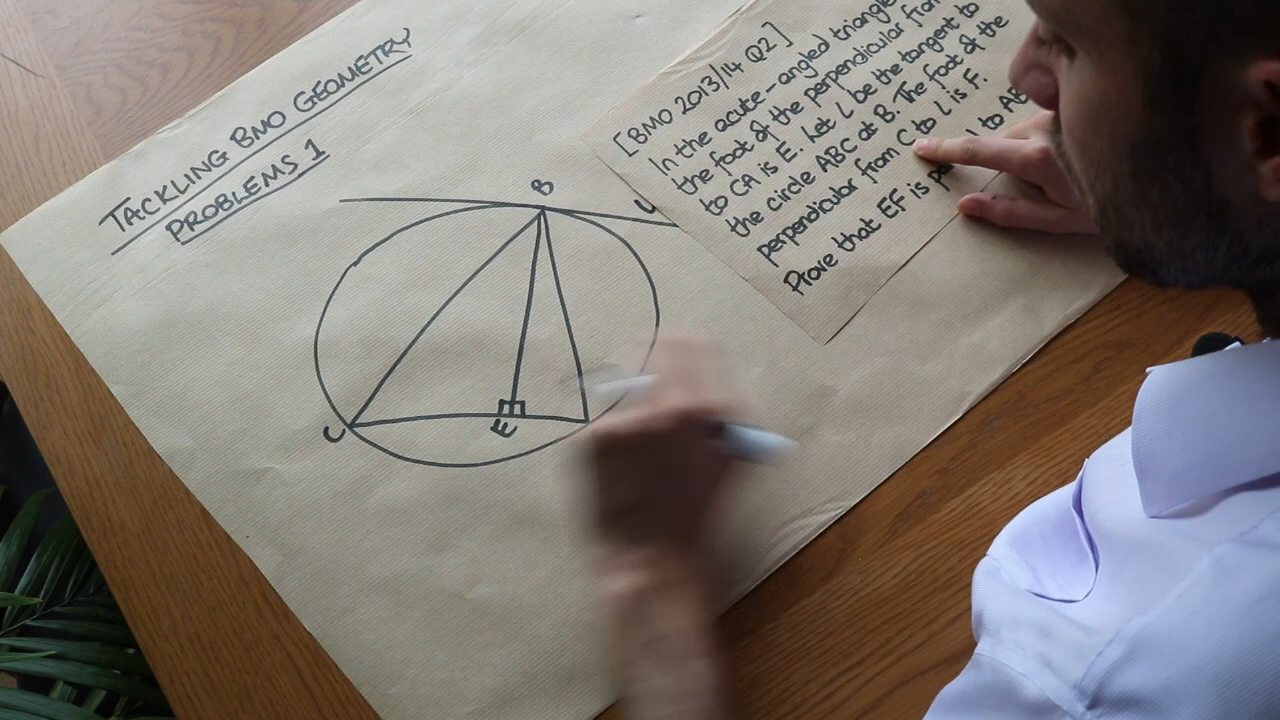 TACKLING BMO GEOMETRY
PROBLEMS 1
[BMO 2013/14 Q2]
In the acute-angled triangle
the foot of the perpendicular from
to CA is E. Let L be the tangent to
the circle ABC at B. The foot of the
perpendicular from C to L is F.
Prove that EF is to AB
B
L
C
E